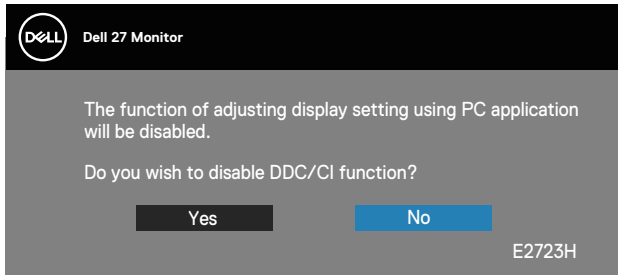 DELL
Dell 27 Monitor
The function of adjusting display setting using PC application
will be disabled.
Do you wish to disable DDC/CI function?
Yes
No
E2723H